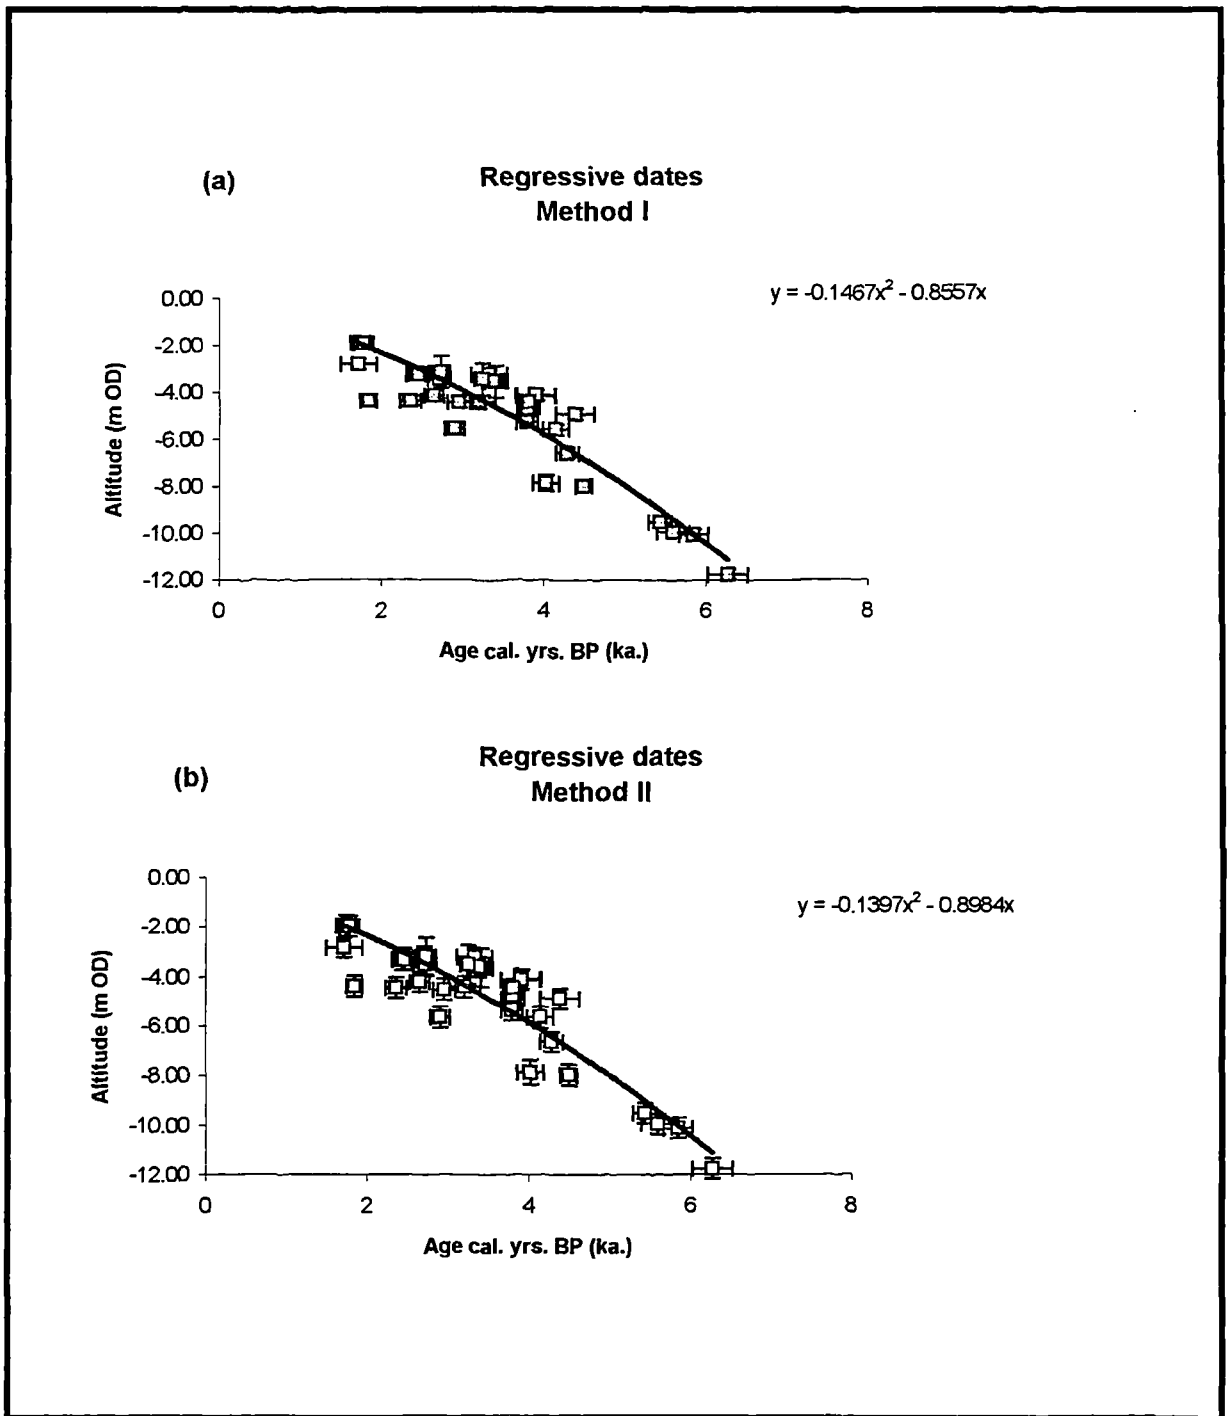 (a)
Regressive dates
Method I
y = -0.1467x² - 0.8557x
0.00
-2.00
-4.00
-6.00
-8.00
-10.00
-12.00
Altitude (m OD)
0 2 4 6 8
Age cal. yrs. BP (ka.)
(b)
Regressive dates
Method II
y = -0.1397x² - 0.8984x
0.00
-2.00
-4.00
-6.00
-8.00
-10.00
-12.00
Altitude (m OD)
0 2 4 6 8
Age cal. yrs. BP (ka.)